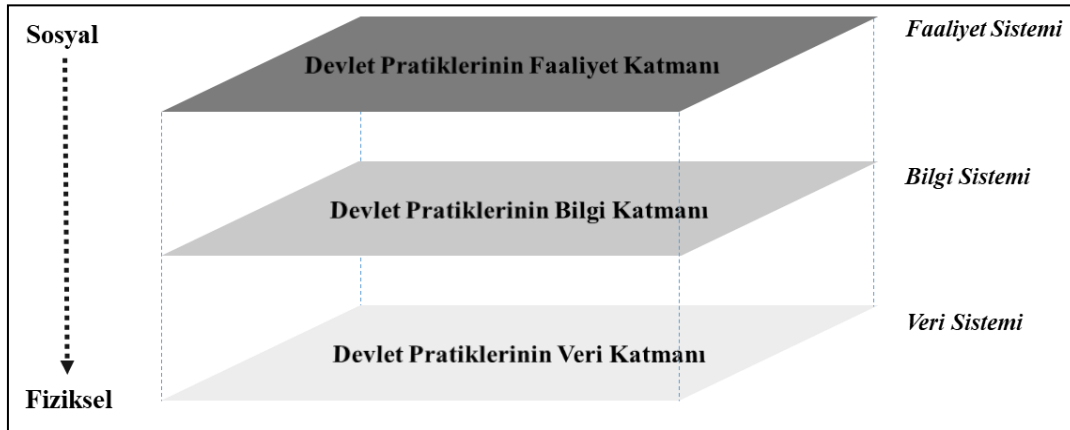 Sosyal
Faaliyet Sistemi
Devlet Pratiklerinin Faaliyet Katmanı
Bilgi Sistemi
Devlet Pratiklerinin Bilgi Katmanı
Veri Sistemi
Devlet Pratiklerinin Veri Katmanı
Fiziksel